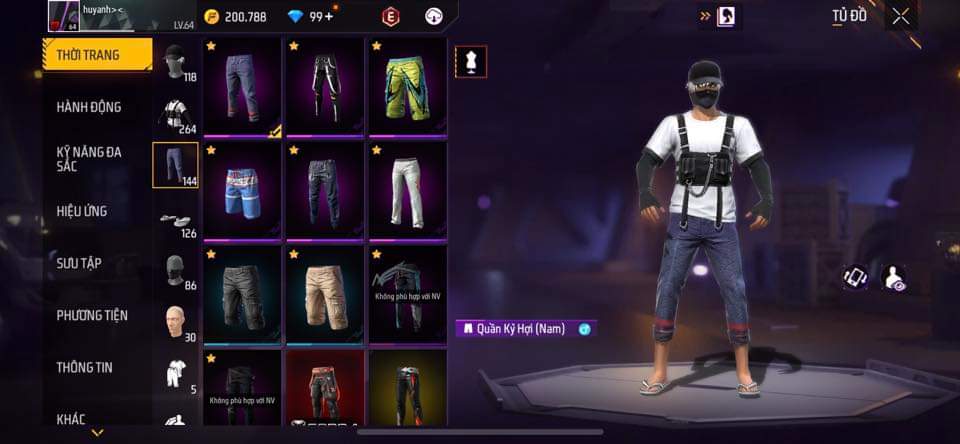 huyanh><
64
LV.64
200.788
99+
E
TỦ ĐỒ
THỜI TRANG
HÀNH ĐỘNG
KỸ NĂNG ĐA
SẮC
HIỆU ỨNG
SƯU TẬP
PHƯƠNG TIỆN
THÔNG TIN
KHÁC
118
264
144
126
86
30
5
Không phù hợp với NV
Không phù hợp với NV
Quần Kỷ Hợi (Nam)